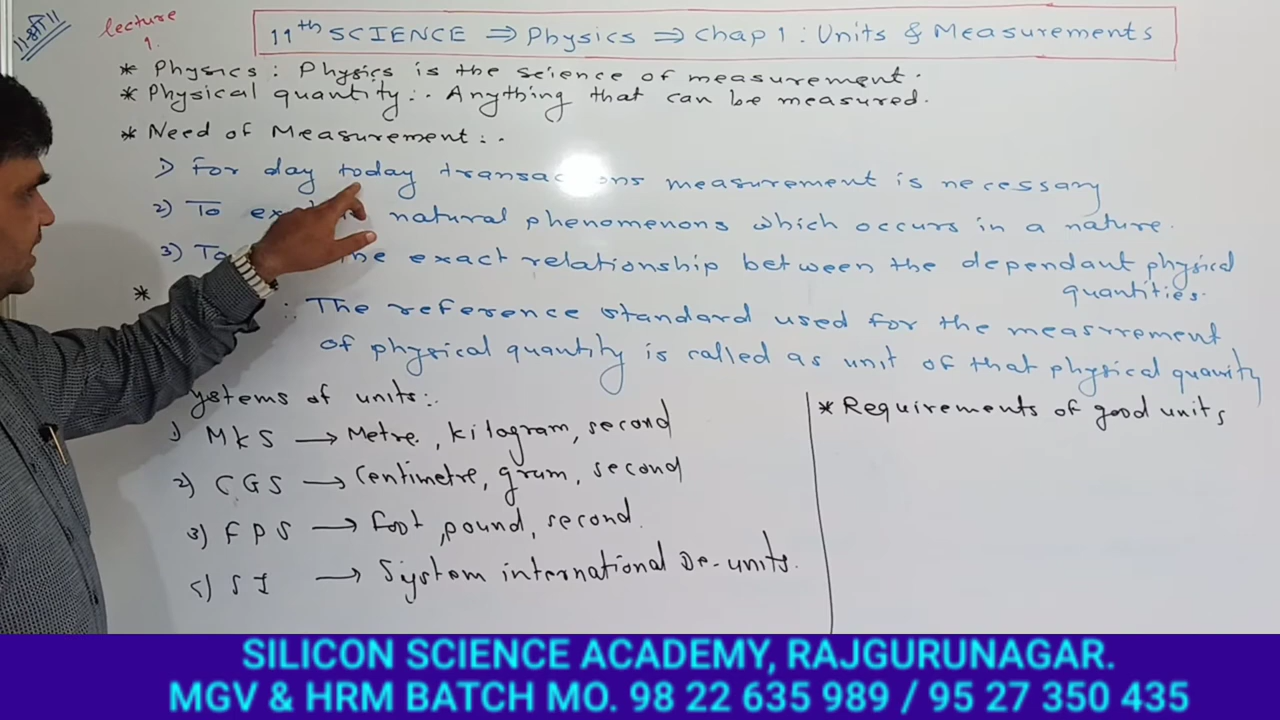 ॥श्री॥
lecture
1.
11th SCIENCE ⇒ Physics ⇒ Chap 1 : Units & Measurements
* Physics : Physics is the science of measurement.
* Physical quantity :. Anything that can be measured.
* Need of Measurement :.
1) For day today transac ons measurement is necessary
2) To natural phenomenons which occurs in a nature.
3) To exact relationship between the dependant physical
quantities.
* : The reference standard used for the measurement
of physical quantity is called as unit of that physical quantity
ystems of units :.
1) MKS → Metre, kilogram, second
2) CGS → Centimetre, gram, second
3) FPS → Foot, pound, second.
4) SI → System international De-units.
* Requirements of good units
SILICON SCIENCE ACADEMY, RAJGURUNAGAR.
MGV & HRM BATCH MO. 98 22 635 989 / 95 27 350 435